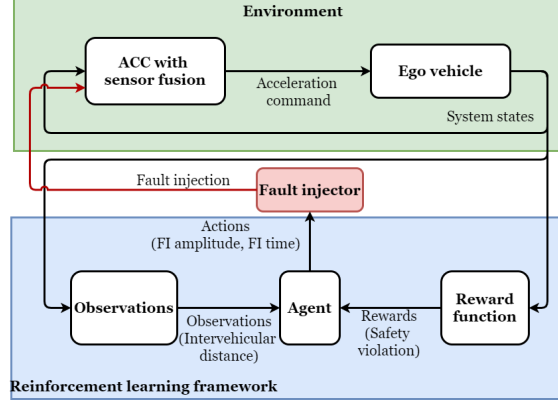 Environment
ACC with
sensor fusion
Acceleration
command
Ego vehicle
System states
Fault injection
Fault injector
Actions
(FI amplitude, FI time)
Observations
Observations
(Intervehicular
distance)
Agent
Rewards
(Safety
violation)
Reward
function
Reinforcement learning framework